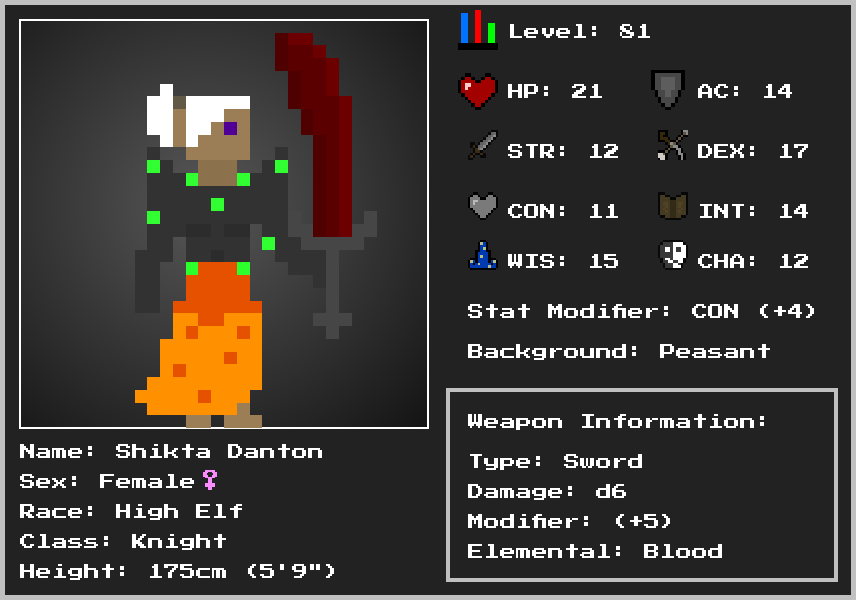 Level: 81
HP: 21 AC: 14
STR: 12 DEX: 17
CON: 11 INT: 14
WIS: 15 CHA: 12
Stat Modifier: CON (+4)
Background: Peasant
Weapon Information:
Type: Sword
Damage: d6
Modifier: (+5)
Elemental: Blood
Name: Shikta Danton
Sex: Female♀
Race: High Elf
Class: Knight
Height: 175cm (5'9")